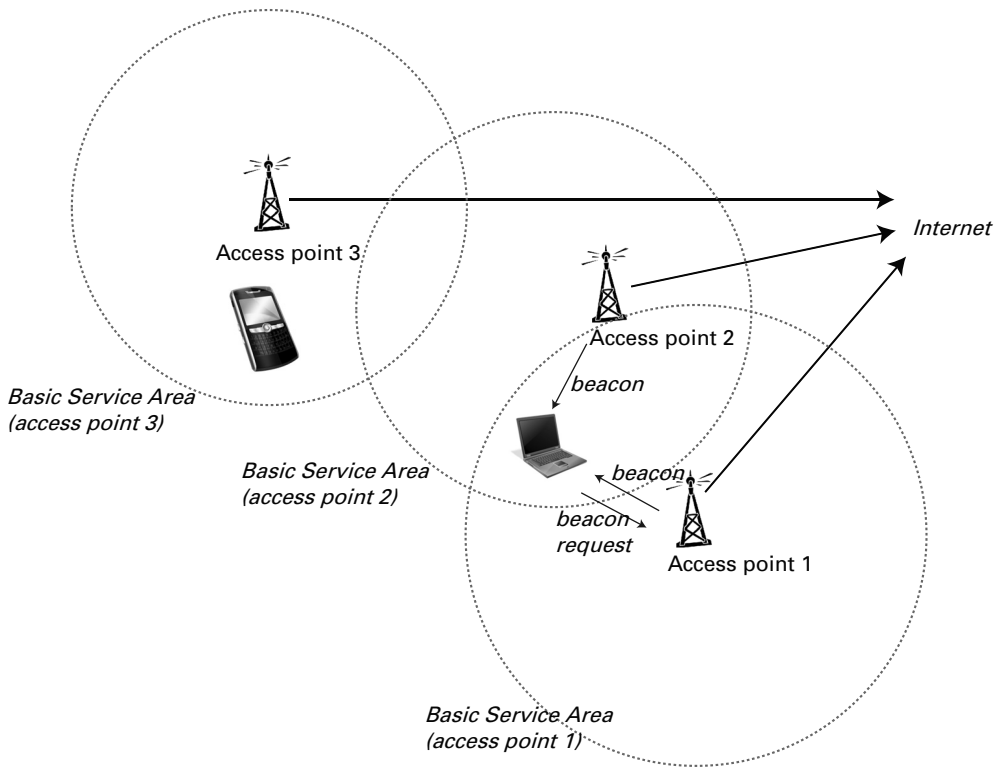 Internet
Access point 3
Access point 2
beacon
Basic Service Area
(access point 3)
Basic Service Area
(access point 2)
beacon
beacon
request
Access point 1
Basic Service Area
(access point 1)